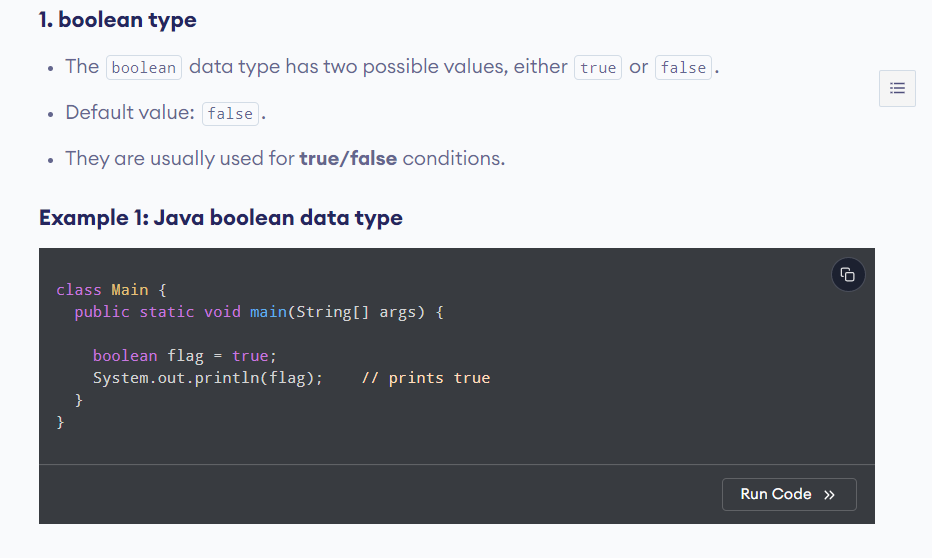 1. boolean type
• The boolean data type has two possible values, either true or false.
• Default value: false.
• They are usually used for true/false conditions.
Example 1: Java boolean data type
class Main {
  public static void main(String[] args) {

    boolean flag = true;
    System.out.println(flag);    // prints true
  }
}
Run Code »